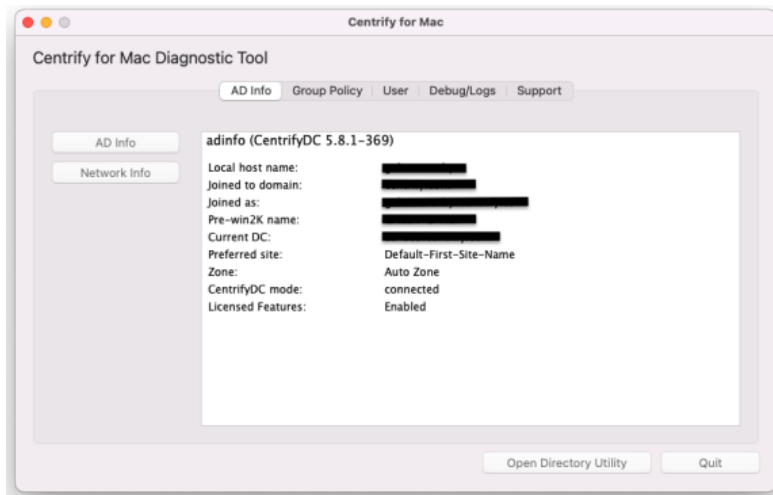 Centrify for Mac
Centrify for Mac Diagnostic Tool
AD Info Group Policy User Debug/Logs Support
AD Info
Network Info
adinfo (CentrifyDC 5.8.1-369)
Local host name:
Joined to domain:
Joined as:
Pre-win2K name:
Current DC:
Preferred site: Default-First-Site-Name
Zone: Auto Zone
CentrifyDC mode: connected
Licensed Features: Enabled
Open Directory Utility Quit